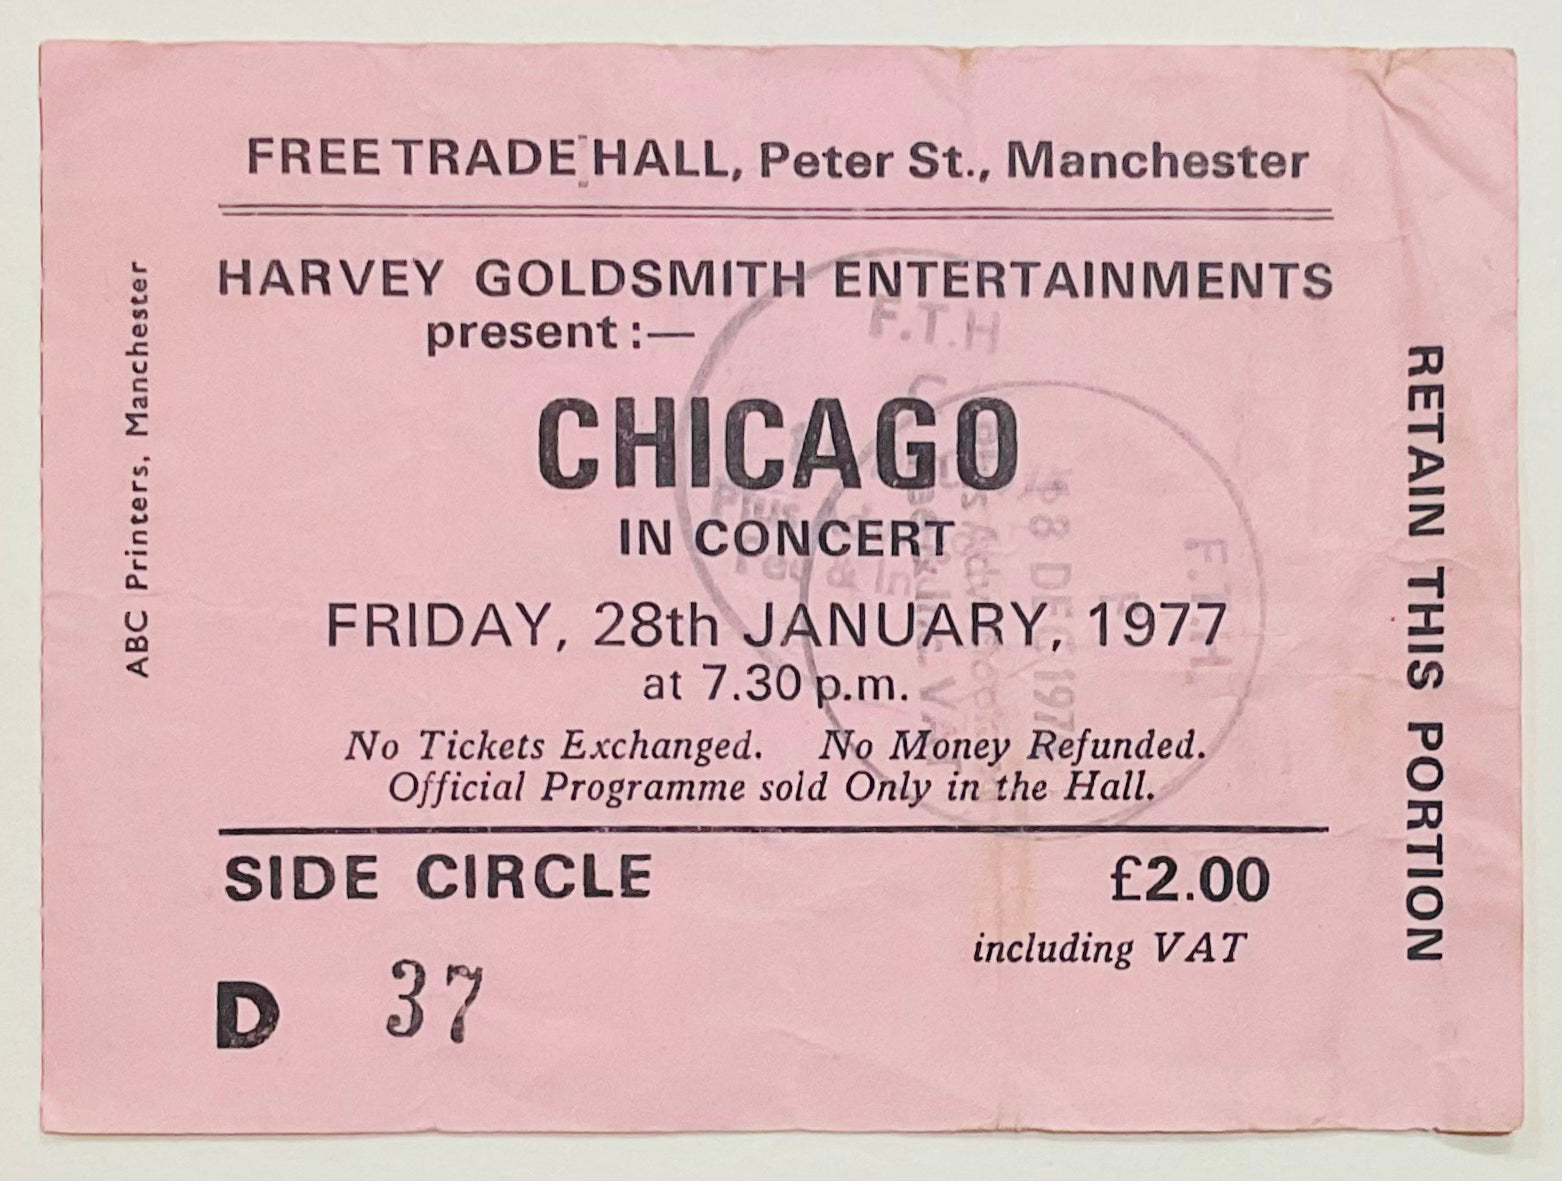 FREE TRADE HALL, Peter St., Manchester
HARVEY GOLDSMITH ENTERTAINMENTS
present :—
CHICAGO
IN CONCERT
FRIDAY, 28th JANUARY, 1977
at 7.30 p.m.
No Tickets Exchanged. No Money Refunded.
Official Programme sold Only in the Hall.
SIDE CIRCLE £2.00
including VAT
D 37
ABC Printers, Manchester
RETAIN THIS PORTION
F.T.H
F.T.H.